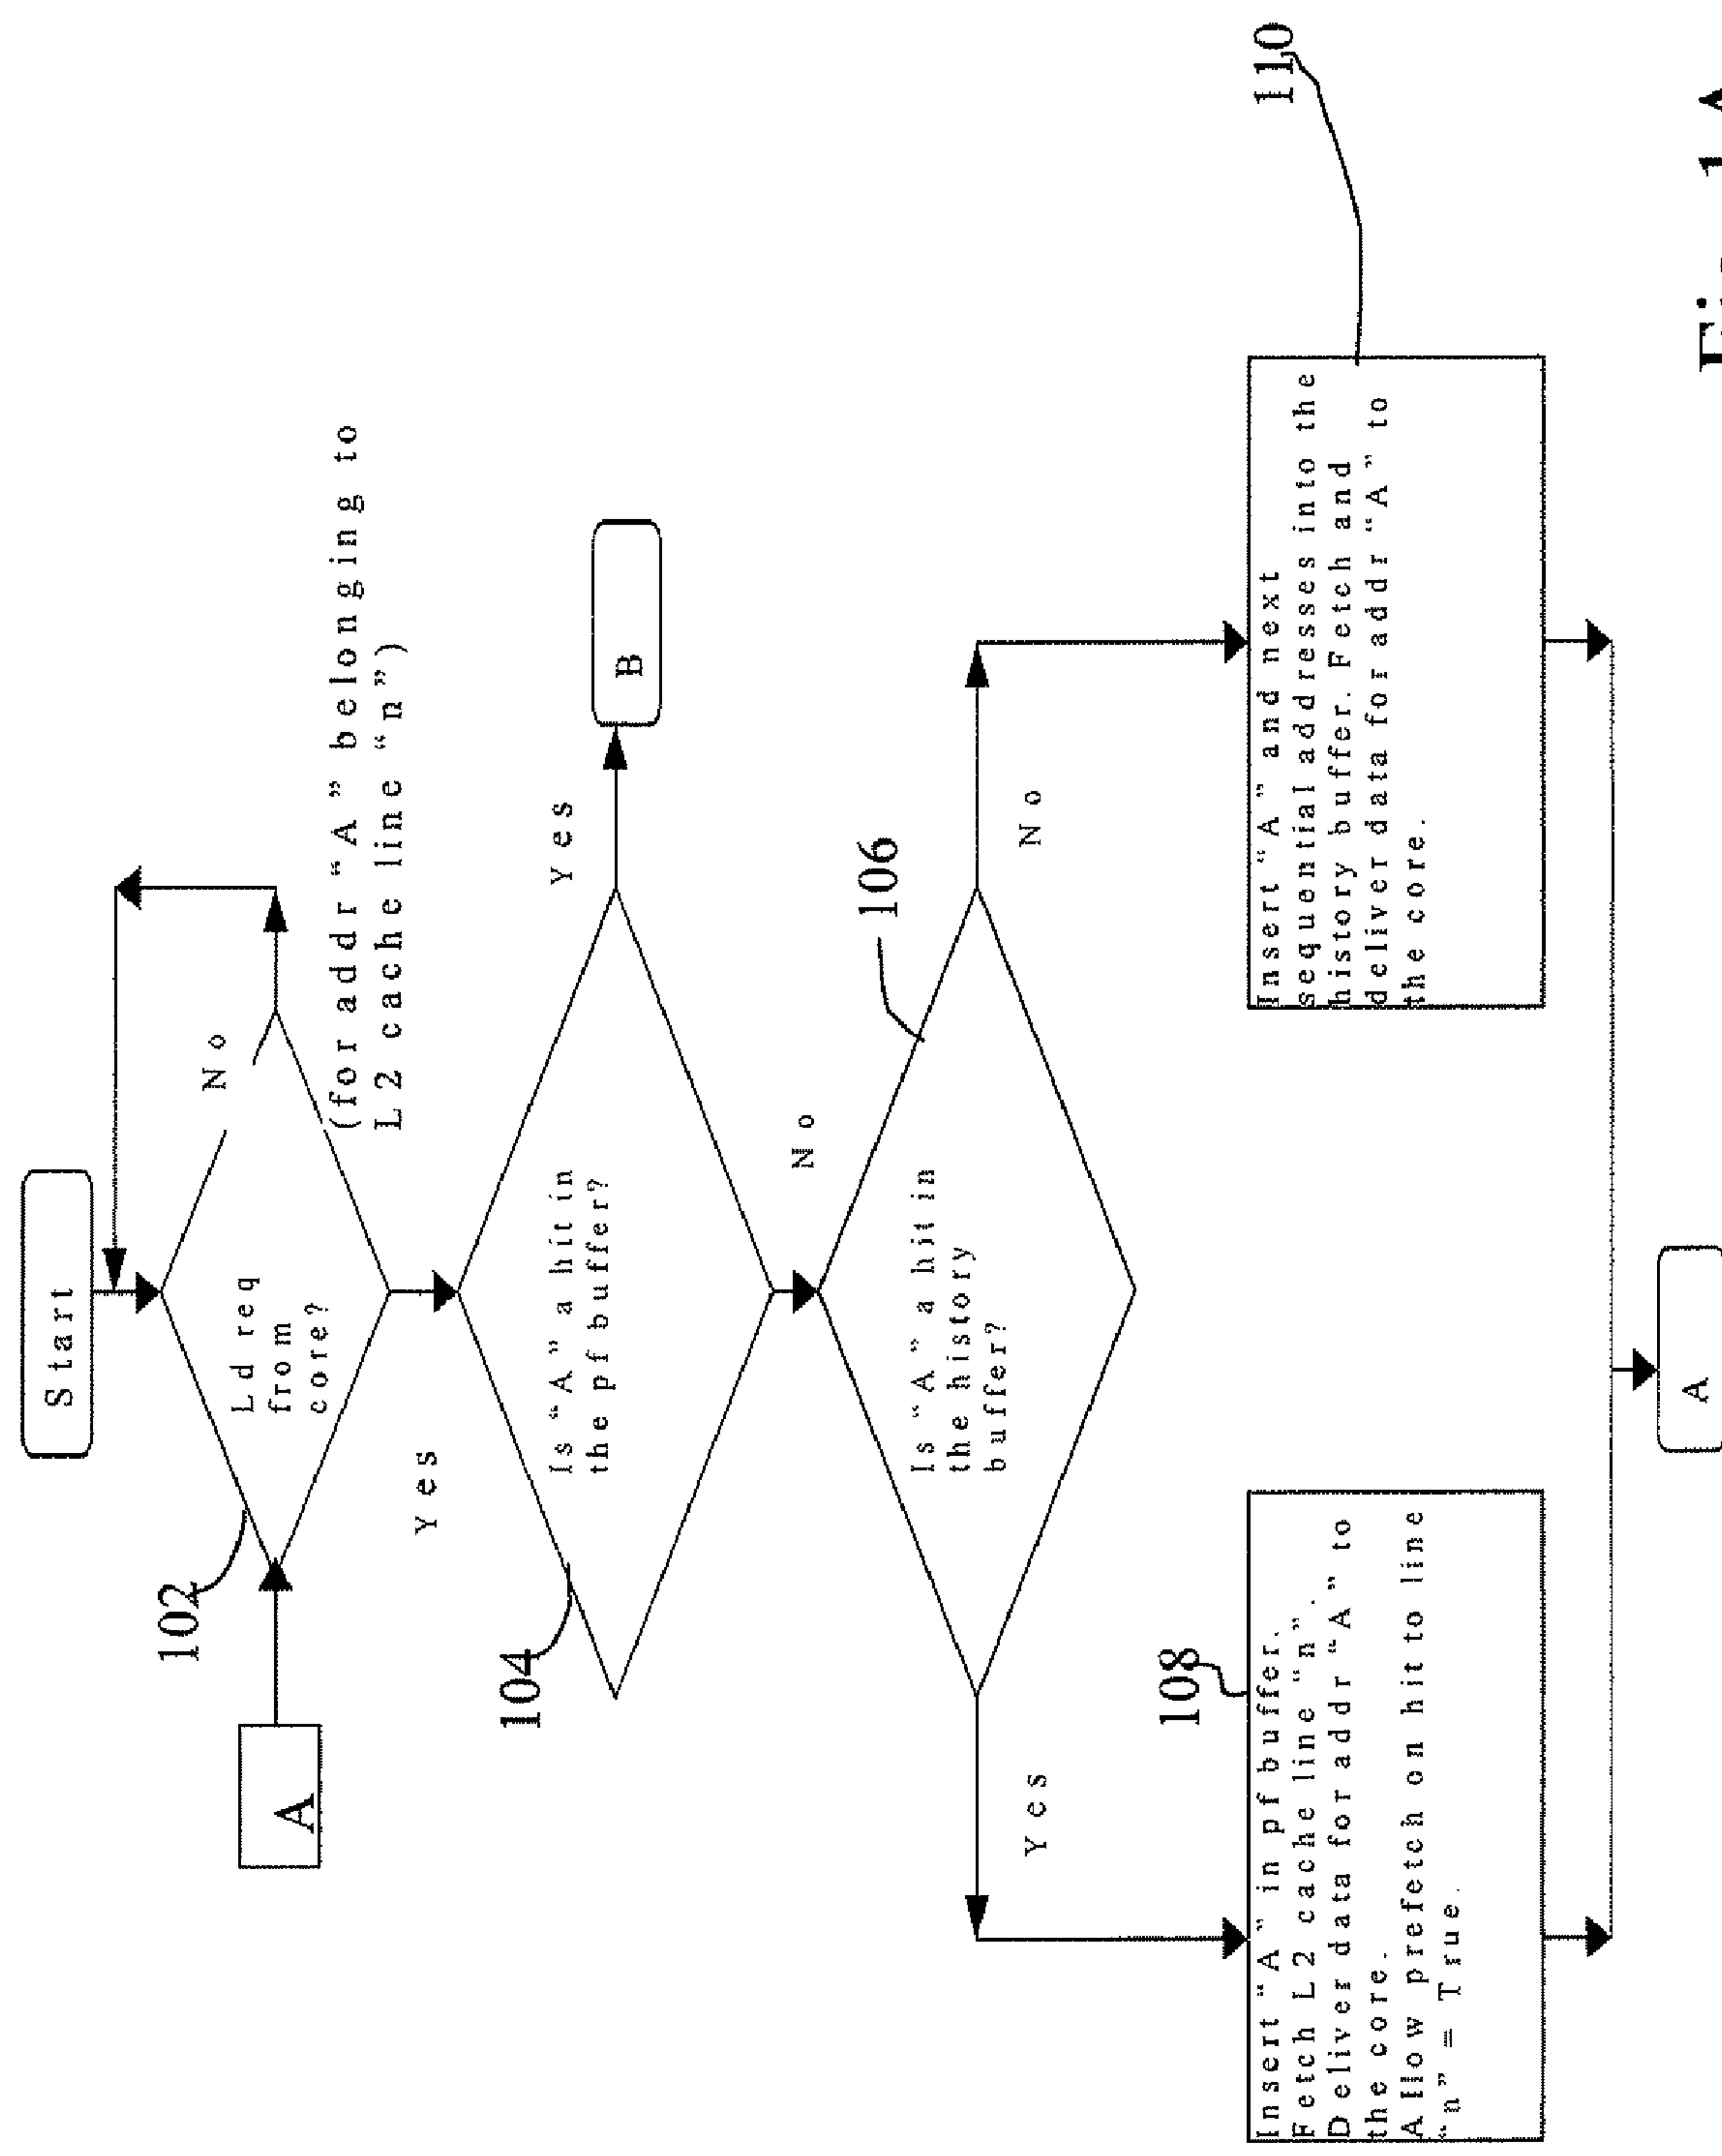 Start
102
Ld req
from
core?
No
A
(for addr “A” belonging to
L2 cache line “n”)
Yes
104
Is “A” a hit in
the pf buffer?
Yes
B
No
106
Is “A” a hit in
the history
buffer?
Yes
No
108
Insert “A” in pf buffer.
Fetch L2 cache line “n”.
Deliver data for addr “A” to
the core.
Allow prefetch on hit to line
“n” = True.
110
Insert “A” and next
sequential addresses into the
history buffer. Fetch and
deliver data for addr “A” to
the core.
A